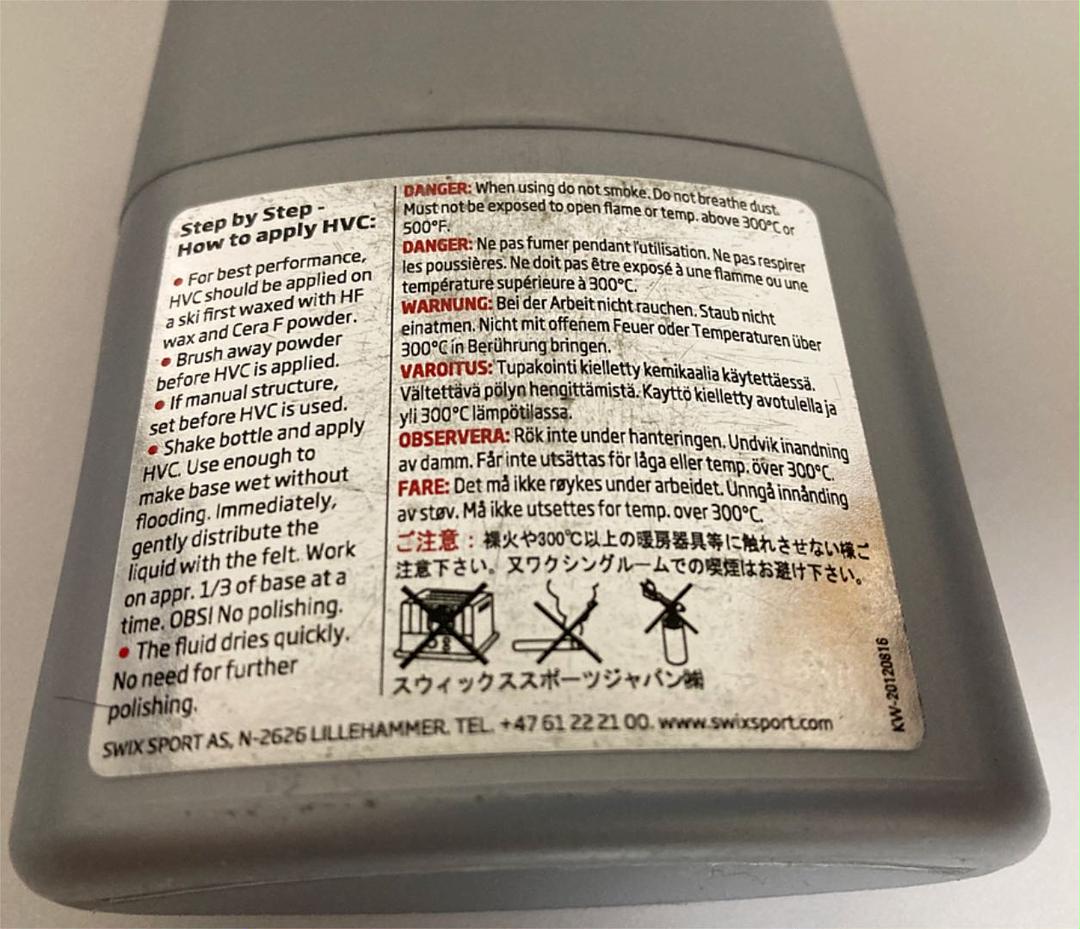 Step by Step -
How to apply HVC:
• For best performance,
HVC should be applied on
a ski first waxed with HF
wax and Cera F powder.
• Brush away powder
before HVC is applied.
• If manual structure,
set before HVC is used.
• Shake bottle and apply
HVC. Use enough to
make base wet without
flooding. Immediately,
gently distribute the
liquid with the felt. Work
on appr. 1/3 of base at a
time. OBS! No polishing.
• The fluid dries quickly.
No need for further
polishing.
DANGER: When using do not smoke. Do not breathe dust.
Must not be exposed to open flame or temp. above 300°C or
500°F.
DANGER: Ne pas fumer pendant l'utilisation. Ne pas respirer
les poussières. Ne doit pas être exposé à une flamme ou une
température supérieure à 300°C.
WARNUNG: Bei der Arbeit nicht rauchen. Staub nicht
einatmen. Nicht mit offenem Feuer oder Temperaturen über
300°C in Berührung bringen.
VAROITUS: Tupakointi kielletty kemikaalia käytettäessä.
Vältettävä pölyn hengittämistä. Kayttö kielletty avotulella ja
yli 300°C lämpötilassa.
OBSERVERA: Rök inte under hanteringen. Undvik inandning
av damm. Får inte utsättas för låga eller temp. över 300°C.
FARE: Det må ikke røykes under arbeidet. Unngå innånding
av støv. Må ikke utsettes for temp. over 300°C.
ご注意：裸火や300℃以上の暖房器具等に触れさせない様ご
注意下さい。又ワクシングルームでの喫煙はお避け下さい。
スウィックススポーツジャパン㈱
SWIX SPORT AS, N-2626 LILLEHAMMER. TEL. +47 61 22 21 00. www.swixsport.com
KW-20120816